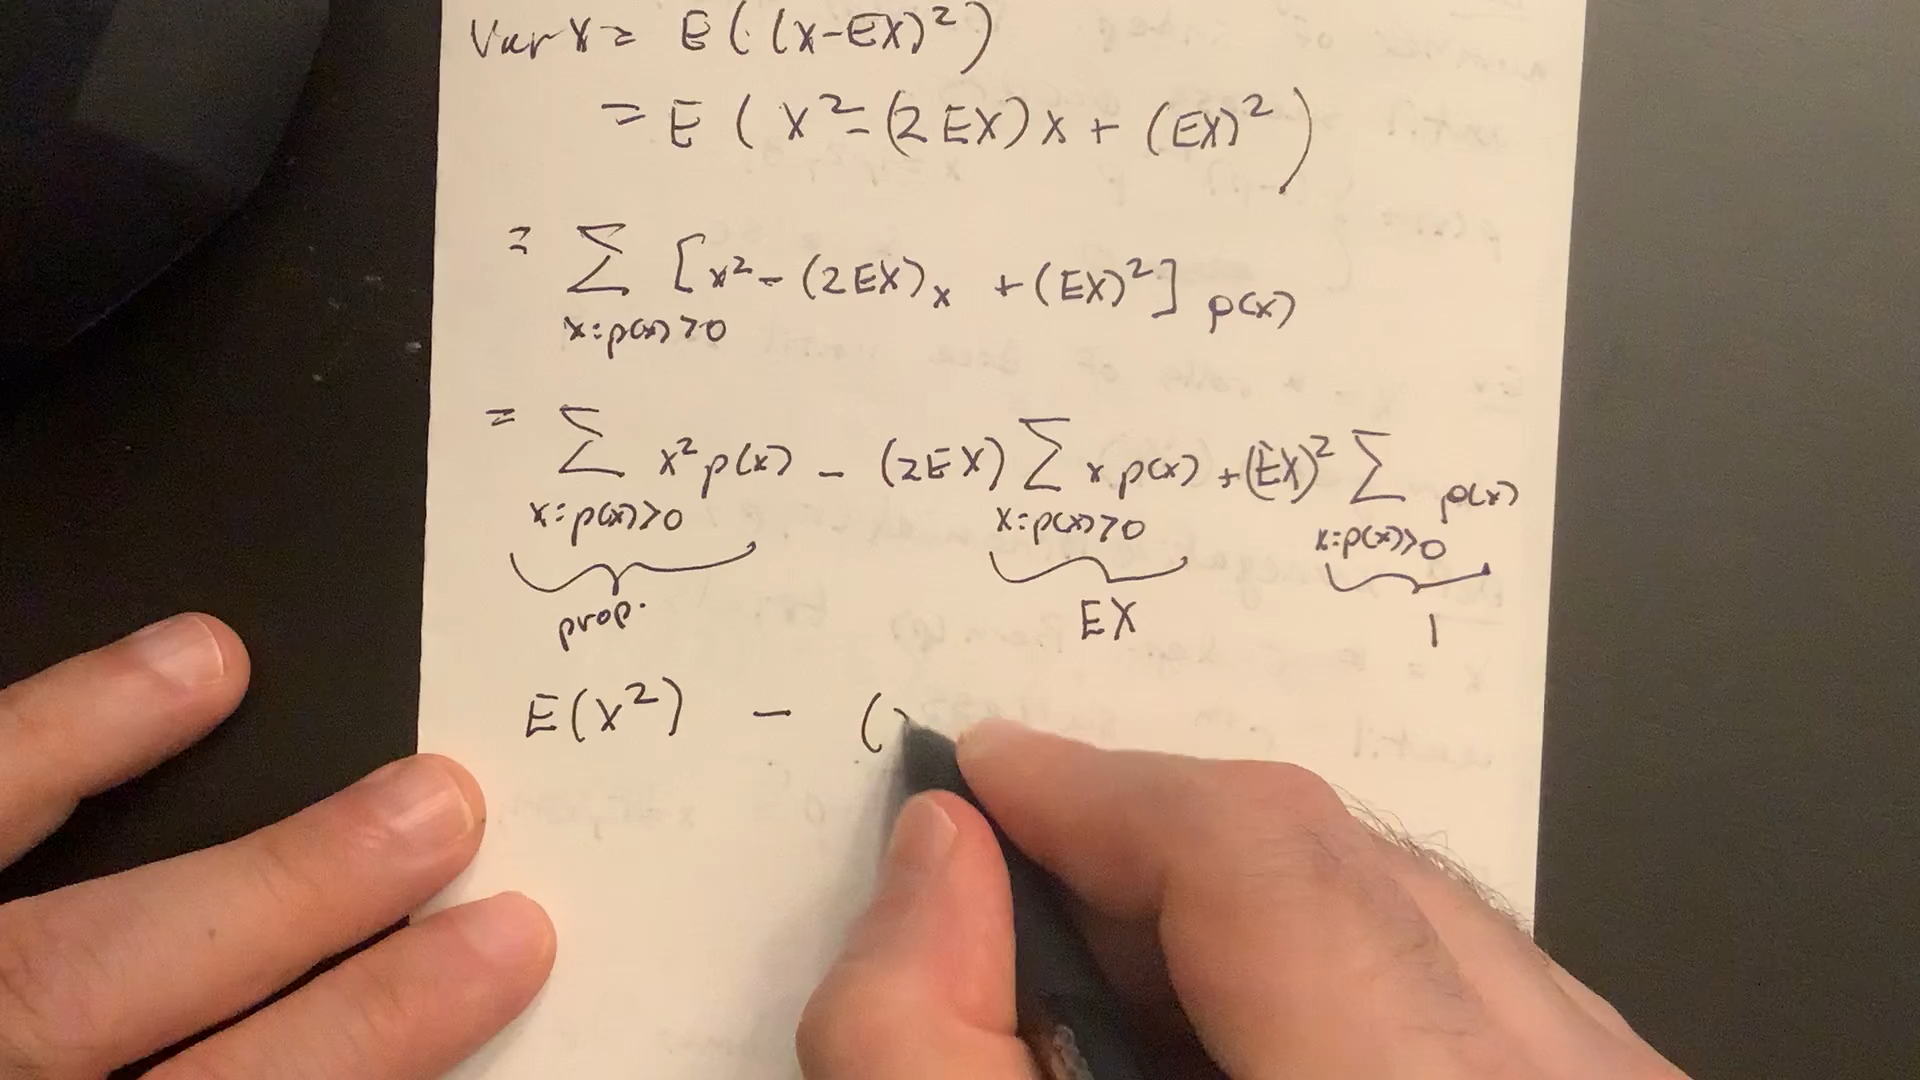 Var X = E((X-EX)²)
= E(X² - (2EX)X + (EX)²)
= Σ [x² - (2EX)x + (EX)²] p(x)
x:p(x)>0
= Σ x² p(x) - (2EX) Σ x p(x) + (EX)² Σ p(x)
x:p(x)>0 x:p(x)>0 x:p(x)>0
prop. EX 1
E(X²) - (